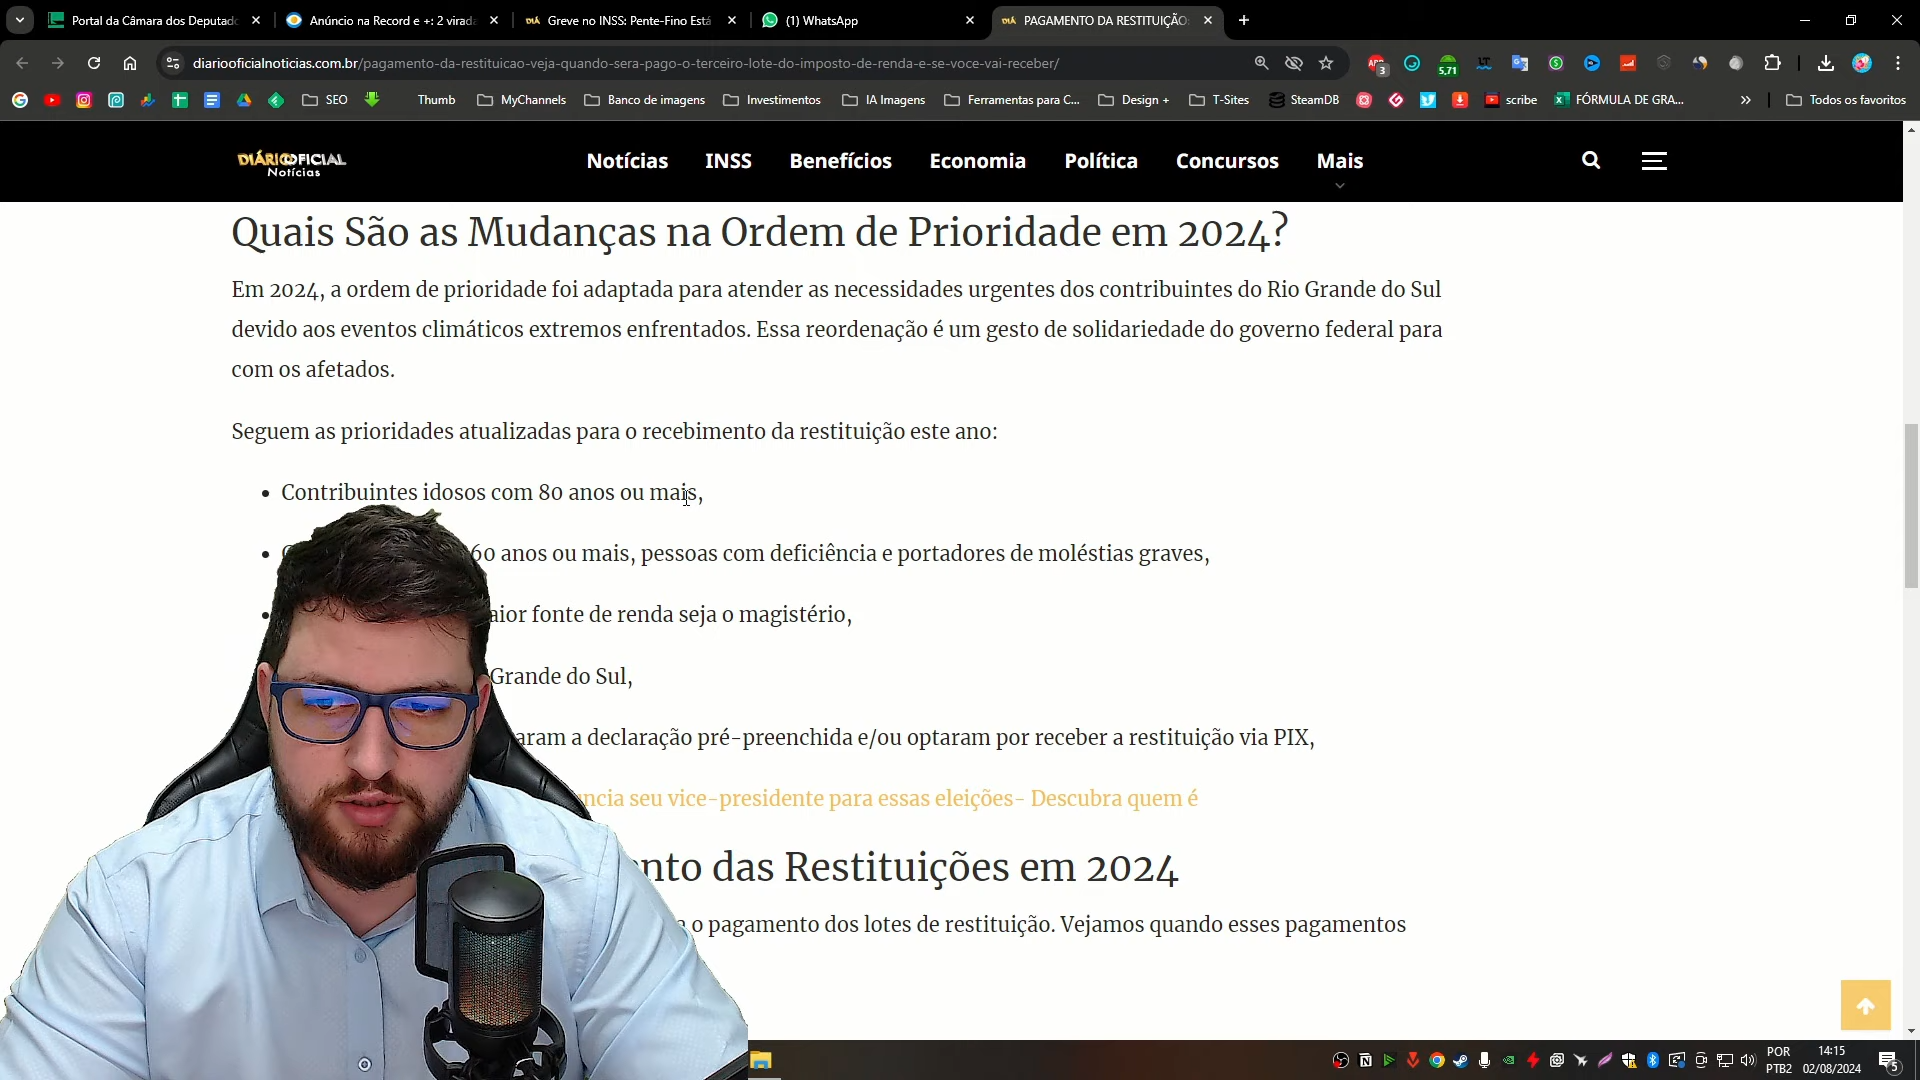 Portal da Câmara dos Deputado
Anúncio na Record e +: 2 virada
Greve no INSS: Pente-Fino Está
(1) WhatsApp
PAGAMENTO DA RESTITUIÇÃO
diariooficialnoticias.com.br/pagamento-da-restituicao-veja-quando-sera-pago-o-terceiro-lote-do-imposto-de-renda-e-se-voce-vai-receber/
3
5,71
SEO
Thumb
MyChannels
Banco de imagens
Investimentos
IA Imagens
Ferramentas para C...
Design +
T-Sites
SteamDB
scribe
FÓRMULA DE GRA...
Todos os favoritos
DIÁRIOOFICIAL
Notícias
Notícias
INSS
Benefícios
Economia
Política
Concursos
Mais
Quais São as Mudanças na Ordem de Prioridade em 2024?
Em 2024, a ordem de prioridade foi adaptada para atender as necessidades urgentes dos contribuintes do Rio Grande do Sul
devido aos eventos climáticos extremos enfrentados. Essa reordenação é um gesto de solidariedade do governo federal para
com os afetados.
Seguem as prioridades atualizadas para o recebimento da restituição este ano:
Contribuintes idosos com 80 anos ou mais,
60 anos ou mais, pessoas com deficiência e portadores de moléstias graves,
aior fonte de renda seja o magistério,
Grande do Sul,
aram a declaração pré-preenchida e/ou optaram por receber a restituição via PIX,
ncia seu vice-presidente para essas eleições- Descubra quem é
nto das Restituições em 2024
o pagamento dos lotes de restituição. Vejamos quando esses pagamentos
POR
PTB2
14:15
02/08/2024
5